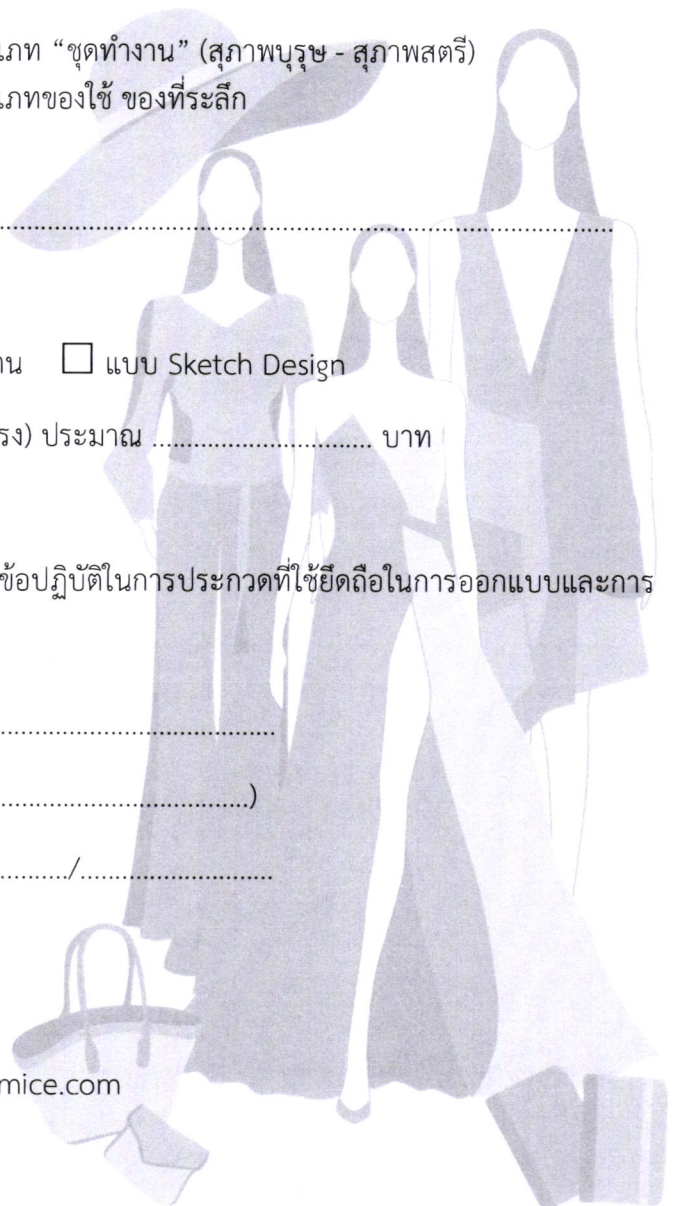 เภท “ชุดทำงาน” (สุภาพบุรุษ - สุภาพสตรี)
เภทของใช้ ของที่ระลึก
..............................................................................................
าน ☐ แบบ Sketch Design
รง) ประมาณ ................................ บาท
ข้อปฏิบัติในการประกวดที่ใช้ยึดถือในการออกแบบและการ
........................................
....................................)
........../............................
mice.com